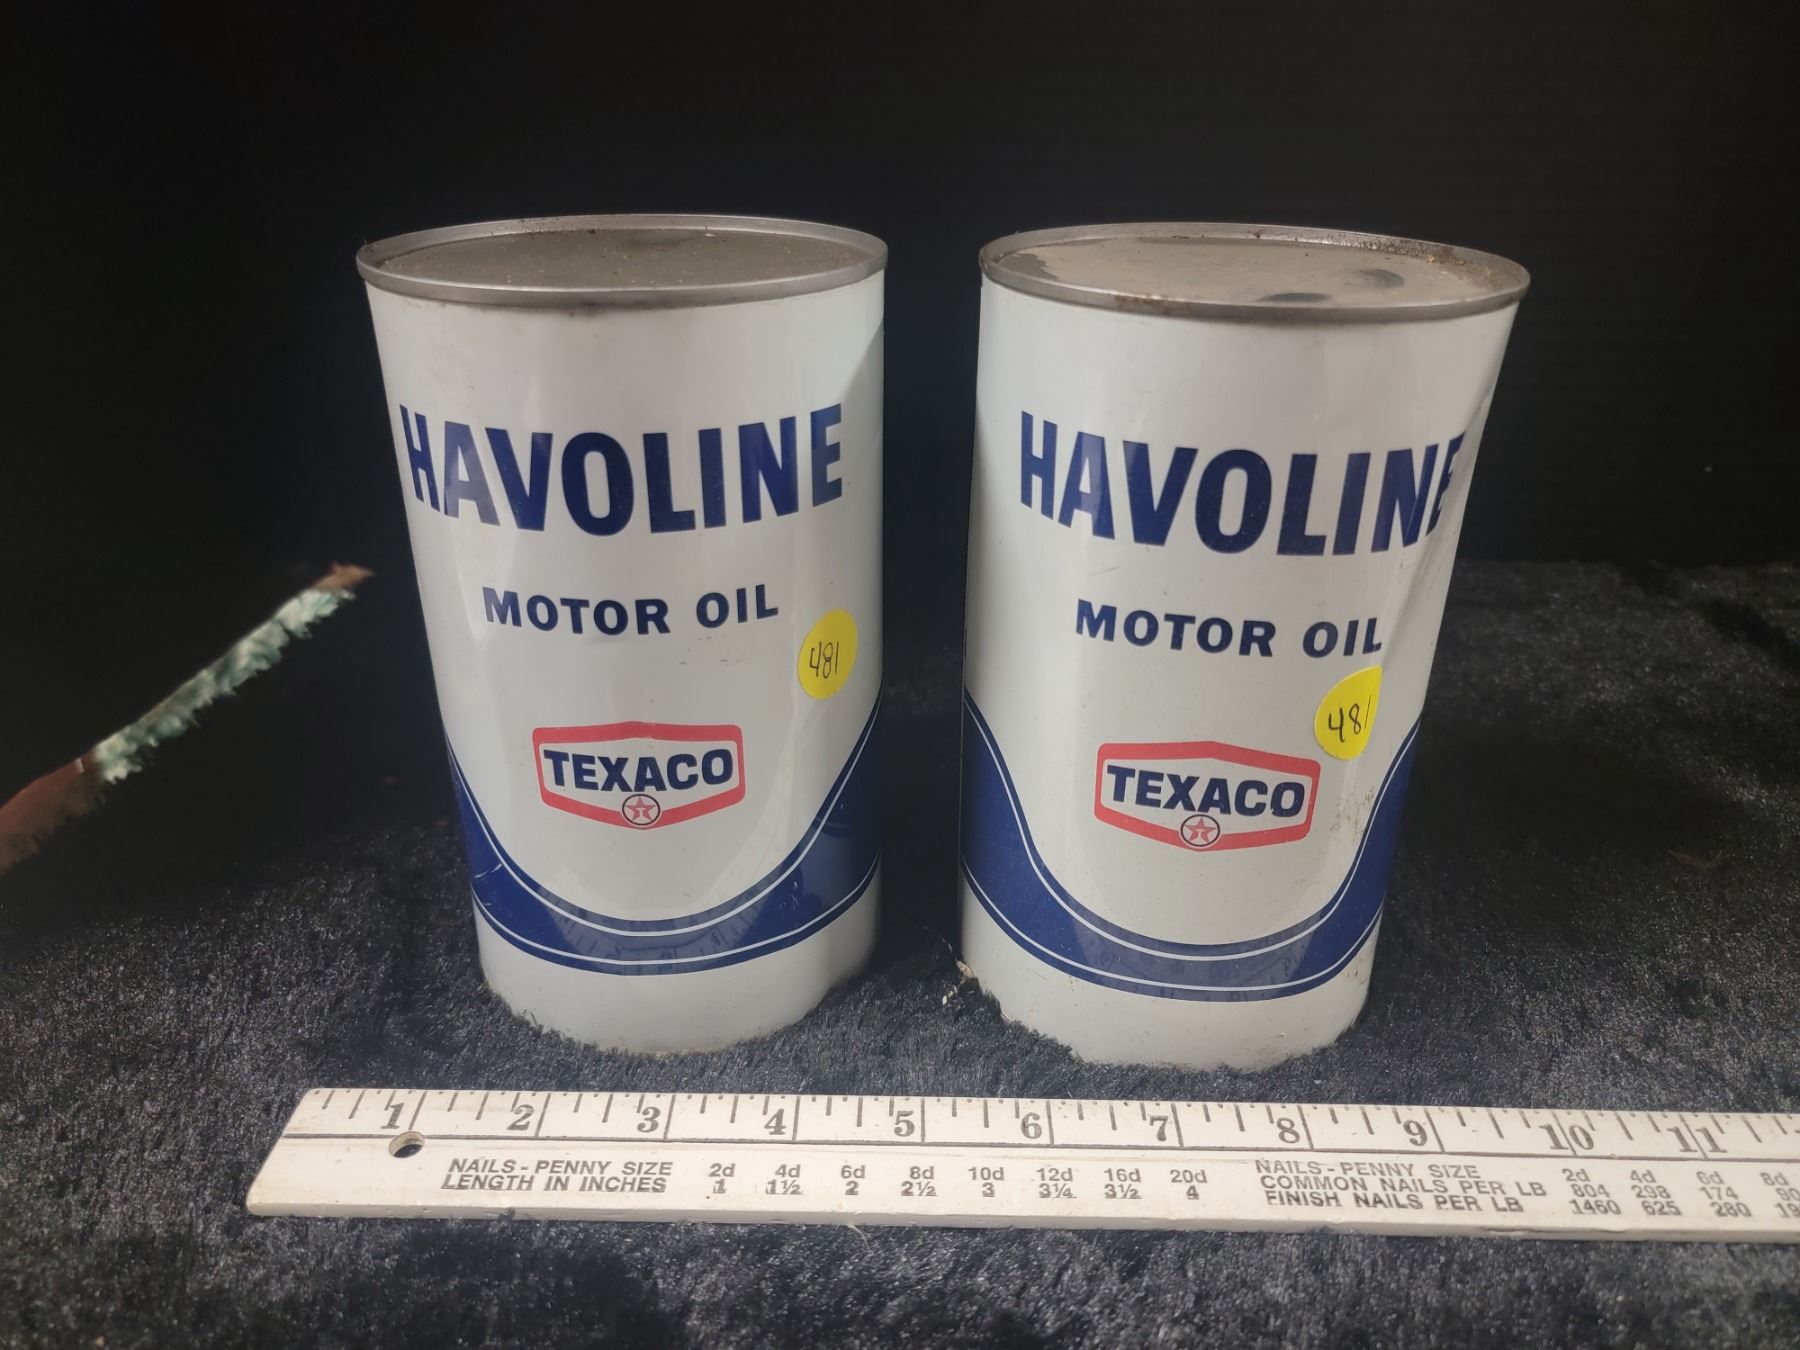 HAVOLINE
MOTOR OIL
481
TEXACO
T
HAVOLINE
MOTOR OIL
481
TEXACO
T
1 2 3 4 5 6 7 8 9 10 11
NAILS - PENNY SIZE 2d 4d 6d 8d 10d 12d 16d 20d
LENGTH IN INCHES 1 1½ 2 2½ 3 3¼ 3½ 4
NAILS - PENNY SIZE 2d 4d 6d 8d
COMMON NAILS PER LB 804 298 174 90
FINISH NAILS PER LB 1460 625 280